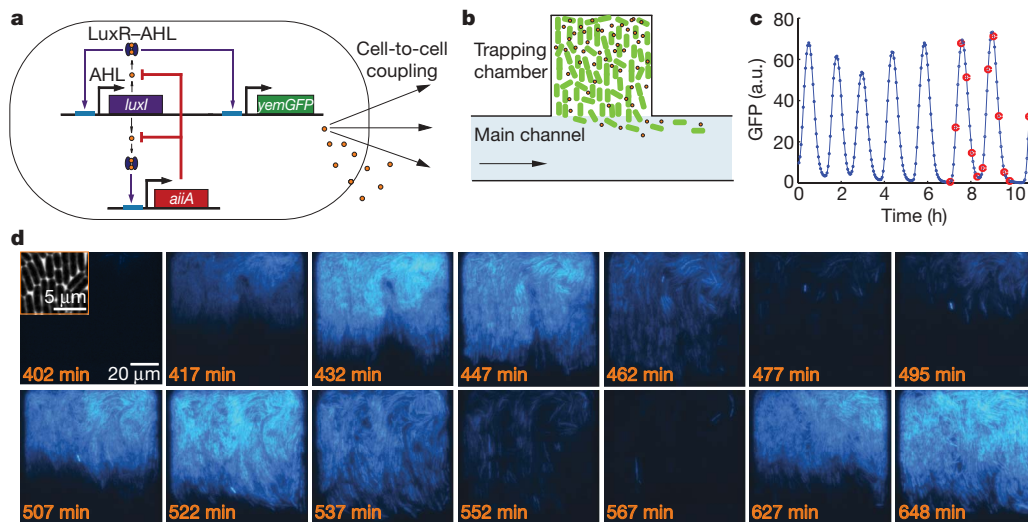 a
LuxR–AHL
AHL
luxI
yemGFP
aiiA
Cell-to-cell
coupling
b
Trapping
chamber
Main channel
c
GFP (a.u.)
80
60
40
20
0
0 2 4 6 8 10
Time (h)
d
5 μm
402 min
20 μm
417 min
432 min
447 min
462 min
477 min
495 min
507 min
522 min
537 min
552 min
567 min
627 min
648 min